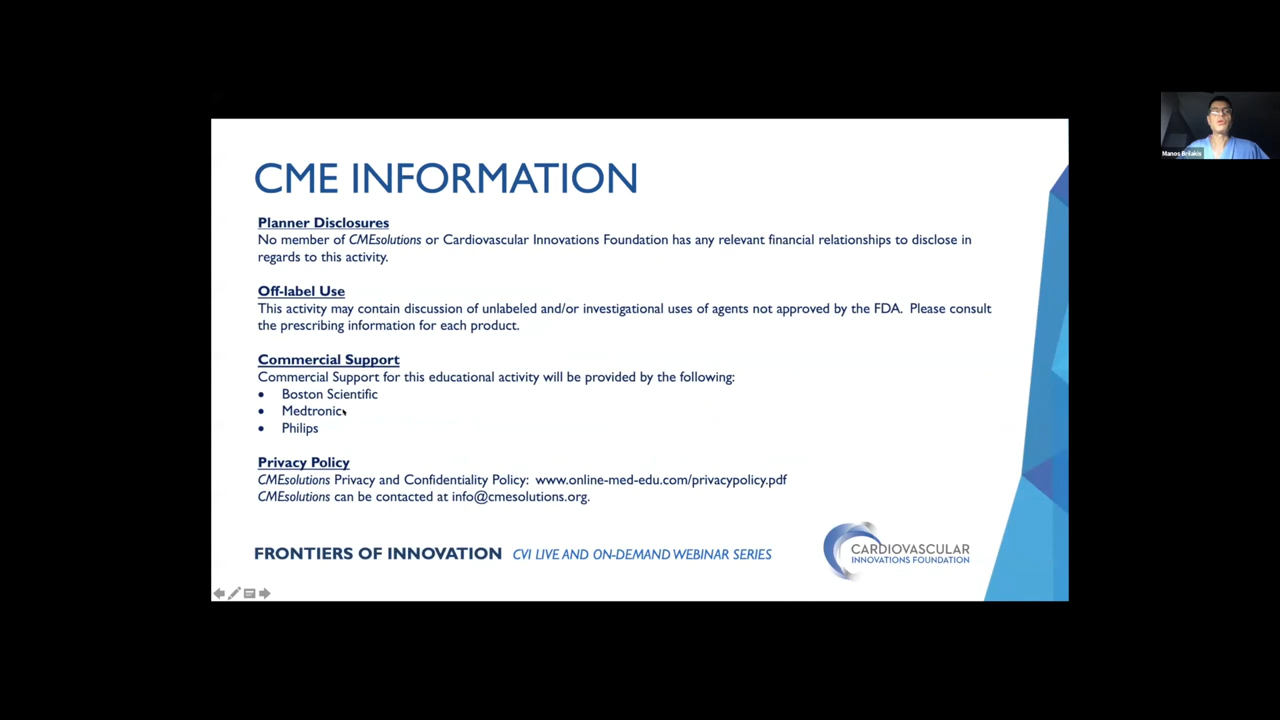 CME INFORMATION
Planner Disclosures
No member of CMEsolutions or Cardiovascular Innovations Foundation has any relevant financial relationships to disclose in
regards to this activity.
Off-label Use
This activity may contain discussion of unlabeled and/or investigational uses of agents not approved by the FDA. Please consult
the prescribing information for each product.
Commercial Support
Commercial Support for this educational activity will be provided by the following:
• Boston Scientific
• Medtronic
• Philips
Privacy Policy
CMEsolutions Privacy and Confidentiality Policy: www.online-med-edu.com/privacypolicy.pdf
CMEsolutions can be contacted at info@cmesolutions.org.
FRONTIERS OF INNOVATION CVI LIVE AND ON-DEMAND WEBINAR SERIES
CARDIOVASCULAR
INNOVATIONS FOUNDATION
Manos Brilakis